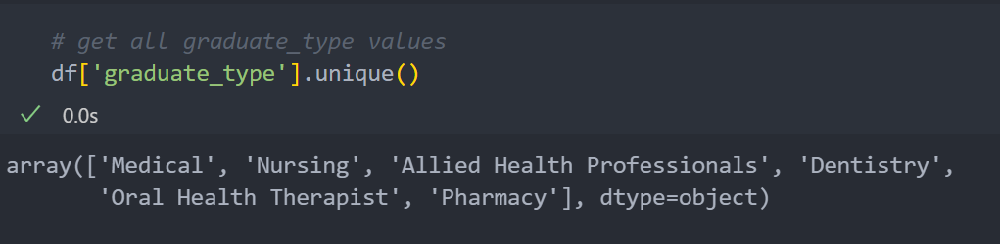 # get all graduate_type values
df['graduate_type'].unique()
0.0s
array(['Medical', 'Nursing', 'Allied Health Professionals', 'Dentistry',
'Oral Health Therapist', 'Pharmacy'], dtype=object)